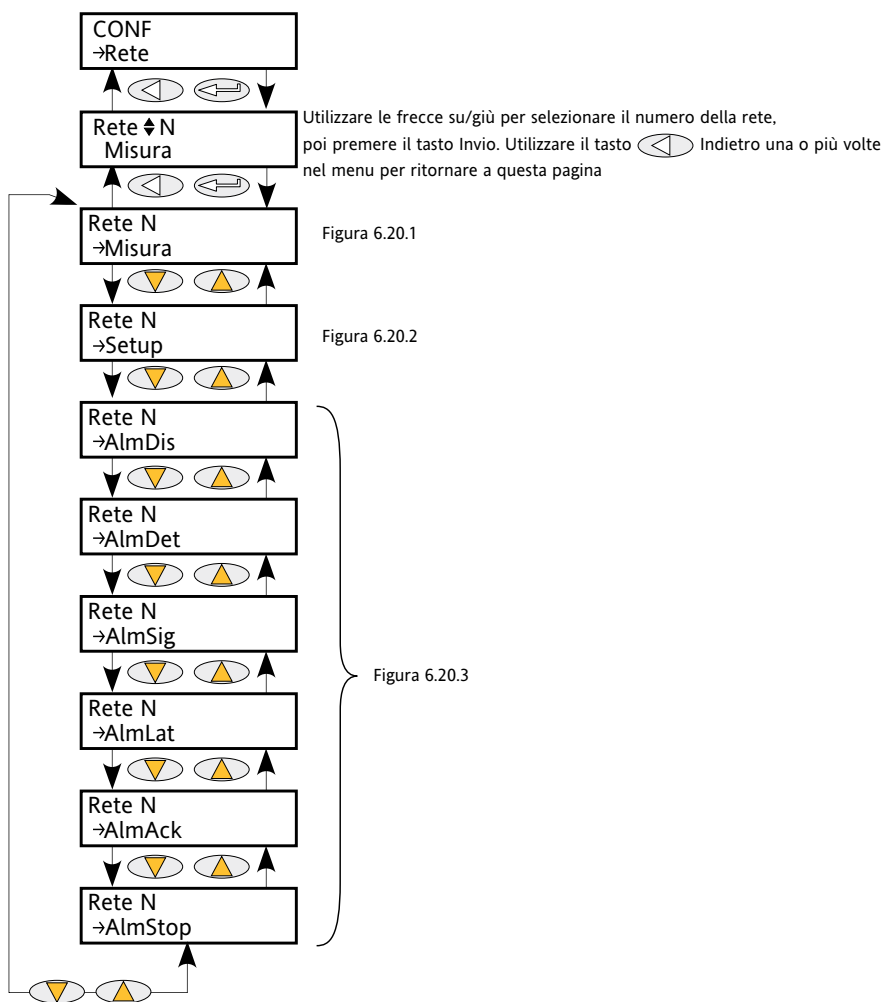 CONF
→Rete
Rete ♦ N
Misura
Utilizzare le frecce su/giù per selezionare il numero della rete,
poi premere il tasto Invio. Utilizzare il tasto Indietro una o più volte
nel menu per ritornare a questa pagina
Rete N
→Misura
Figura 6.20.1
Rete N
→Setup
Figura 6.20.2
Rete N
→AlmDis
Rete N
→AlmDet
Rete N
→AlmSig
Figura 6.20.3
Rete N
→AlmLat
Rete N
→AlmAck
Rete N
→AlmStop